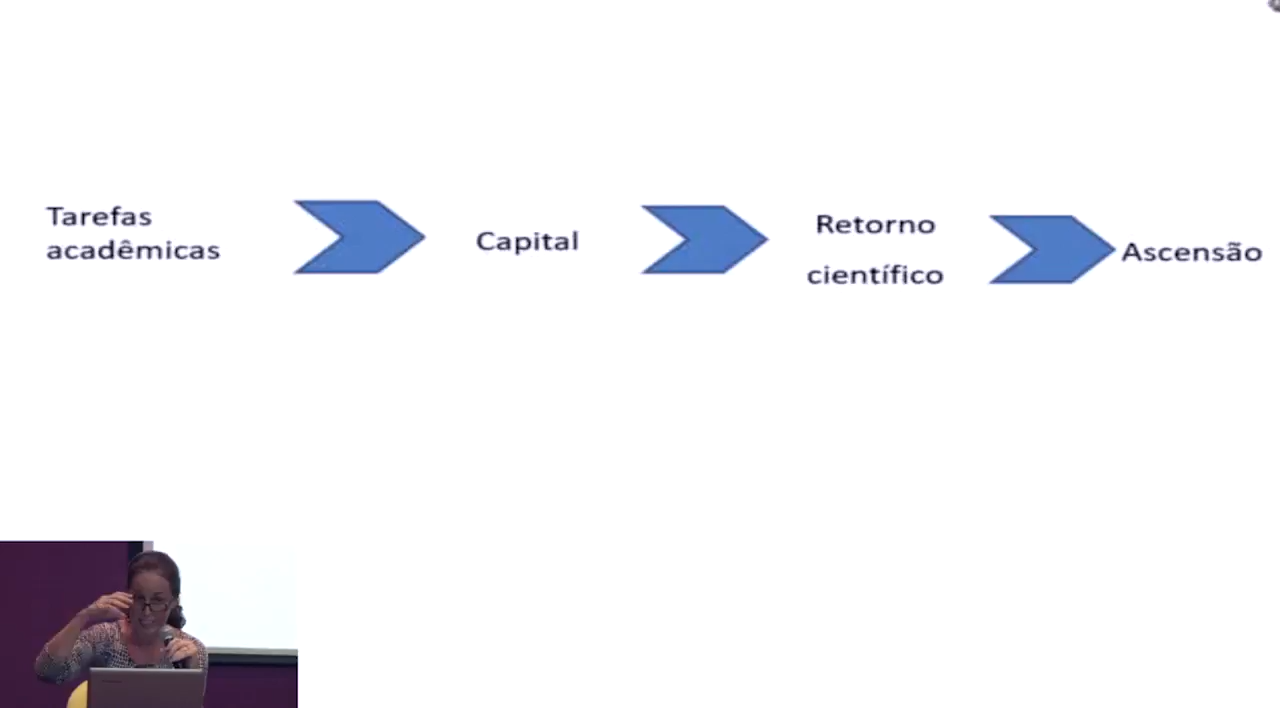 Tarefas
acadêmicas
Capital
Retorno
científico
Ascensão